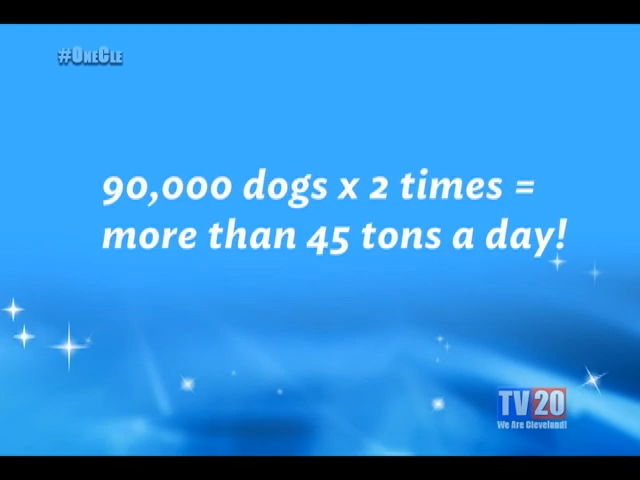 #OneCle
90,000 dogs x 2 times =
more than 45 tons a day!
TV20
We Are Cleveland!